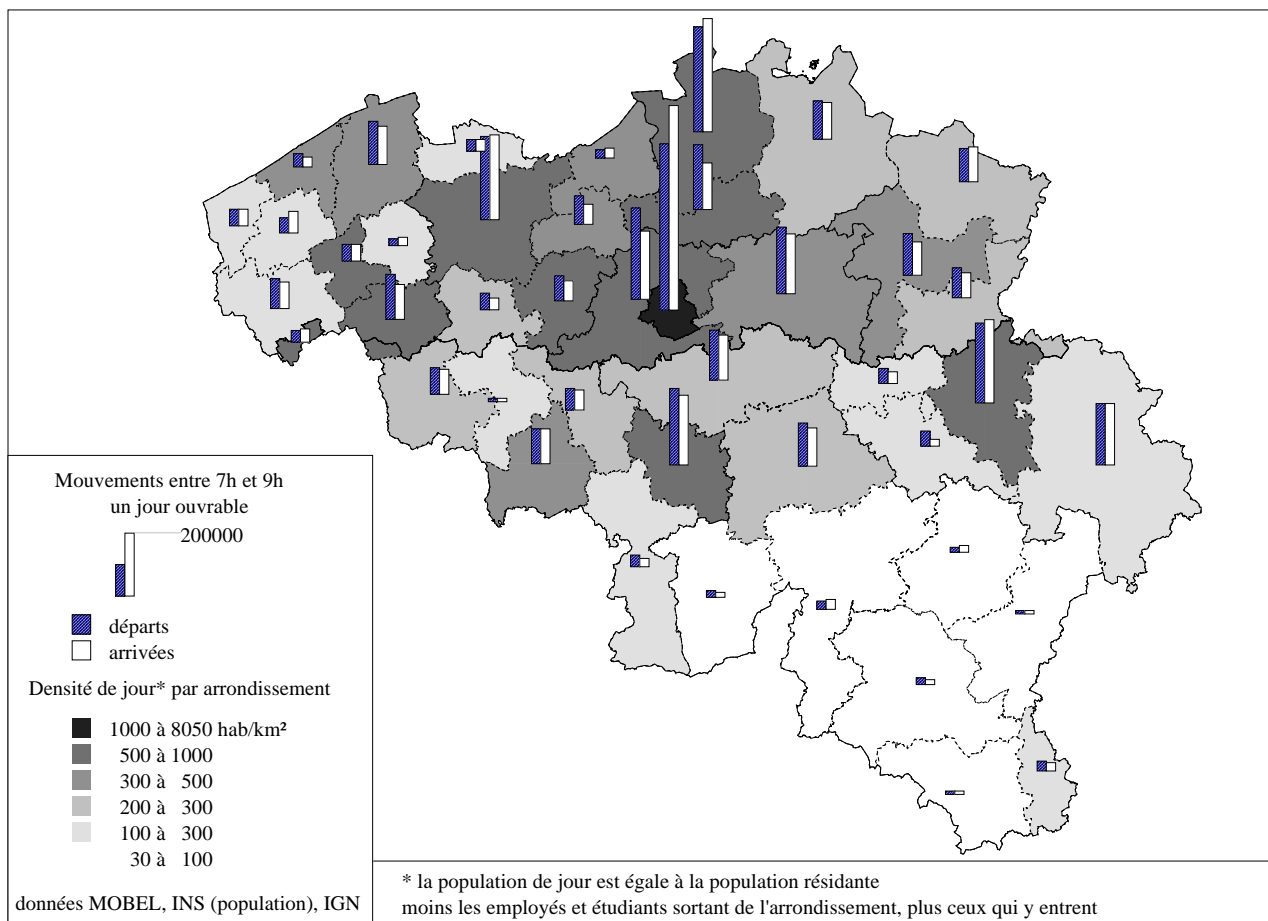 Mouvements entre 7h et 9h
un jour ouvrable
200000
départs
arrivées
Densité de jour* par arrondissement
1000 à 8050 hab/km²
500 à 1000
300 à 500
200 à 300
100 à 300
30 à 100
données MOBEL, INS (population), IGN
* la population de jour est égale à la population résidante
moins les employés et étudiants sortant de l'arrondissement, plus ceux qui y entrent